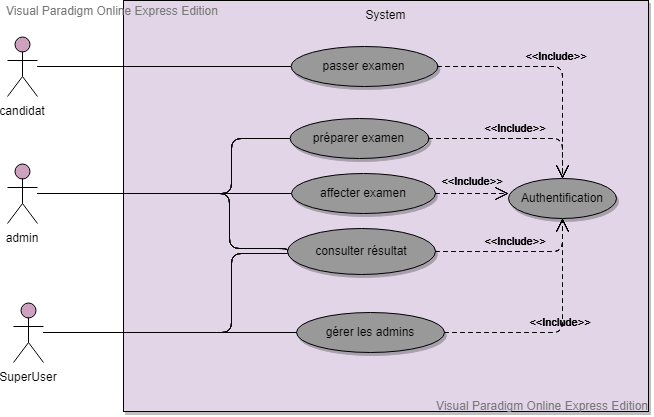 Visual Paradigm Online Express Edition
System
passer examen
<<Include>>
candidat
préparer examen
<<Include>>
affecter examen
<<Include>>
Authentification
admin
consulter résultat
<<Include>>
gérer les admins
<<Include>>
SuperUser
Visual Paradigm Online Express Edition